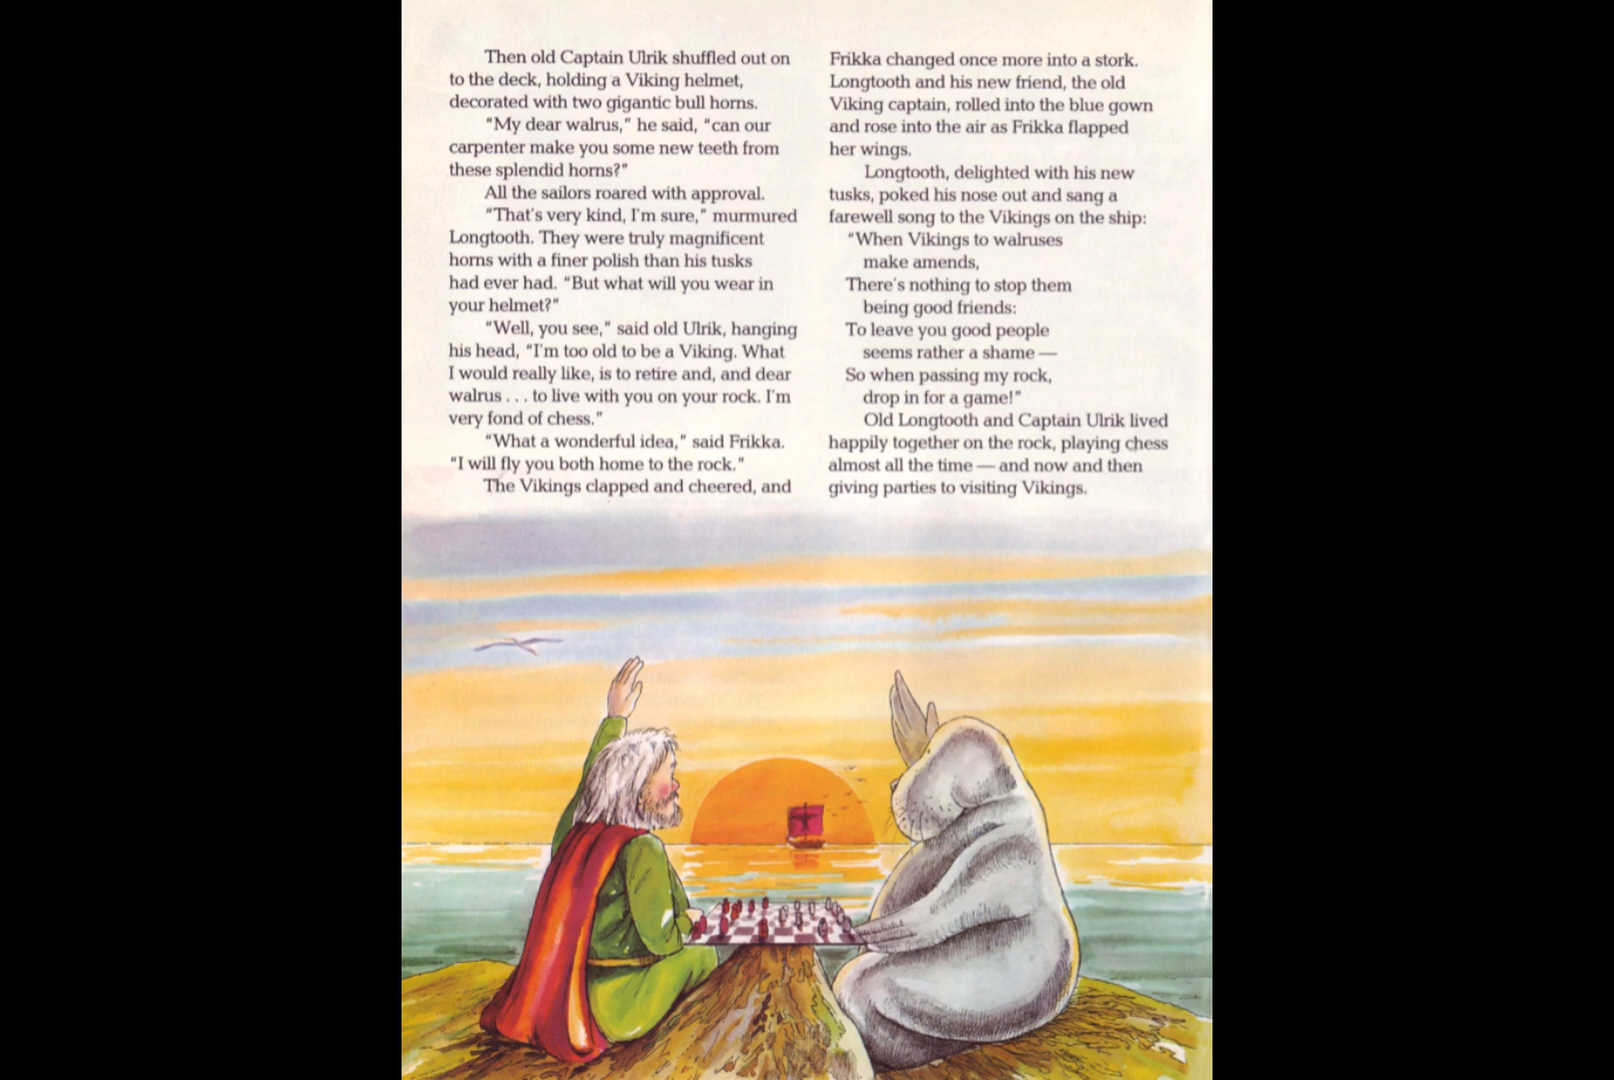 Then old Captain Ulrik shuffled out on
to the deck, holding a Viking helmet,
decorated with two gigantic bull horns.
"My dear walrus," he said, "can our
carpenter make you some new teeth from
these splendid horns?"
All the sailors roared with approval.
"That's very kind, I'm sure," murmured
Longtooth. They were truly magnificent
horns with a finer polish than his tusks
had ever had. "But what will you wear in
your helmet?"
"Well, you see," said old Ulrik, hanging
his head, "I'm too old to be a Viking. What
I would really like, is to retire and, and dear
walrus . . . to live with you on your rock. I'm
very fond of chess."
"What a wonderful idea," said Frikka.
"I will fly you both home to the rock."
The Vikings clapped and cheered, and
Frikka changed once more into a stork.
Longtooth and his new friend, the old
Viking captain, rolled into the blue gown
and rose into the air as Frikka flapped
her wings.
Longtooth, delighted with his new
tusks, poked his nose out and sang a
farewell song to the Vikings on the ship:
"When Vikings to walruses
make amends,
There's nothing to stop them
being good friends:
To leave you good people
seems rather a shame —
So when passing my rock,
drop in for a game!"
Old Longtooth and Captain Ulrik lived
happily together on the rock, playing chess
almost all the time — and now and then
giving parties to visiting Vikings.